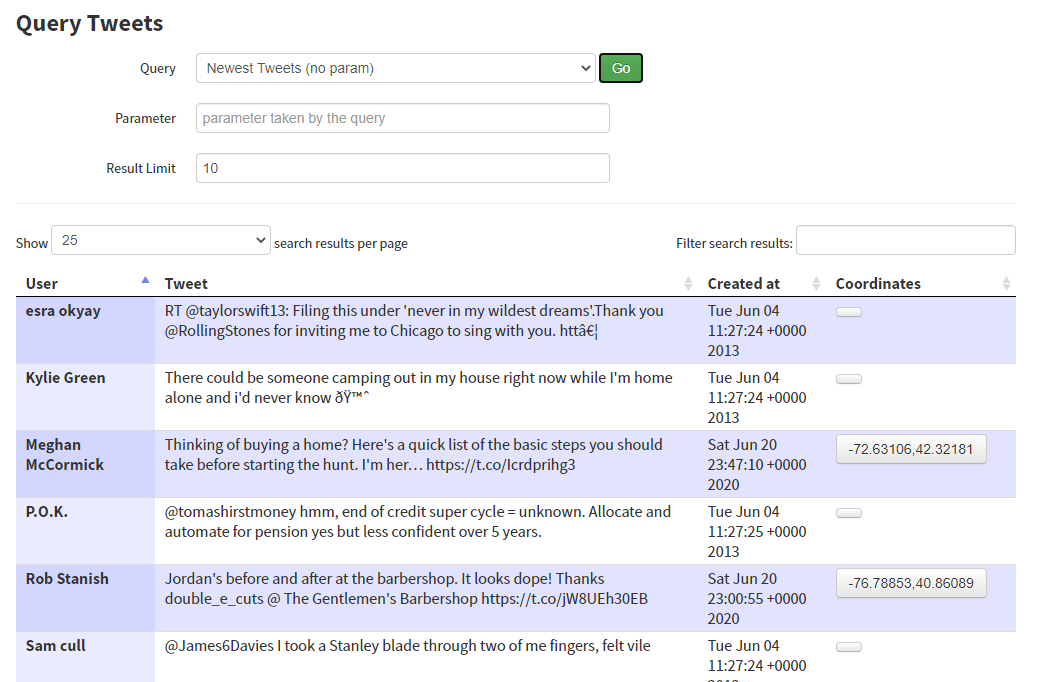 Query Tweets
Query
Newest Tweets (no param)
Go
Parameter
parameter taken by the query
Result Limit
10
Show 25 search results per page
Filter search results:
User Tweet Created at Coordinates
esra okyay
RT @taylorswift13: Filing this under 'never in my wildest dreams'.Thank you
@RollingStones for inviting me to Chicago to sing with you. httâ€¦
Tue Jun 04
11:27:24 +0000
2013
Kylie Green
There could be someone camping out in my house right now while I'm home
alone and i'd never know ðŸ™ˆ
Tue Jun 04
11:27:24 +0000
2013
Meghan
McCormick
Thinking of buying a home? Here's a quick list of the basic steps you should
take before starting the hunt. I'm her… https://t.co/Icrdprihg3
Sat Jun 20
23:47:10 +0000
2020
-72.63106,42.32181
P.O.K.
@tomashirstmoney hmm, end of credit super cycle = unknown. Allocate and
automate for pension yes but less confident over 5 years.
Tue Jun 04
11:27:25 +0000
2013
Rob Stanish
Jordan's before and after at the barbershop. It looks dope! Thanks
double_e_cuts @ The Gentlemen's Barbershop https://t.co/jW8UEh30EB
Sat Jun 20
23:00:55 +0000
2020
-76.78853,40.86089
Sam cull
@James6Davies I took a Stanley blade through two of me fingers, felt vile
Tue Jun 04
11:27:24 +0000